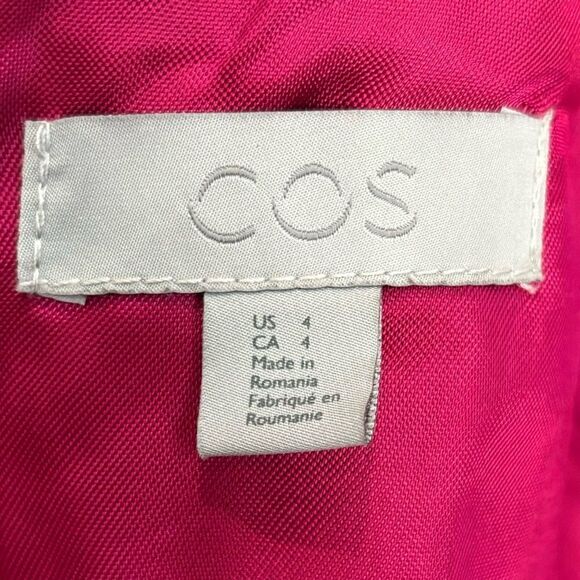 COS
US 4
CA 4
Made in
Romania
Fabriqué en
Roumanie